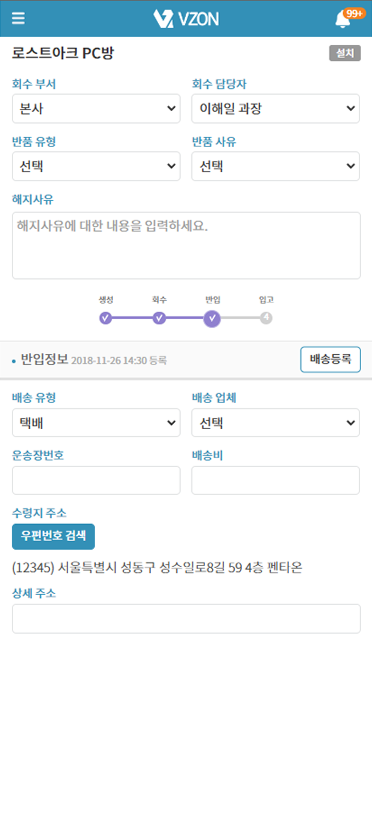 VZON
99+
로스트아크 PC방
설치
회수 부서
회수 담당자
본사
이해일 과장
반품 유형
반품 사유
선택
선택
해지사유
해지사유에 대한 내용을 입력하세요.
생성 회수 반입 입고
4
반입정보 2018-11-26 14:30 등록
배송등록
배송 유형
배송 업체
택배
선택
운송장번호
배송비
수령지 주소
우편번호 검색
(12345) 서울특별시 성동구 성수일로8길 59 4층 펜티온
상세 주소